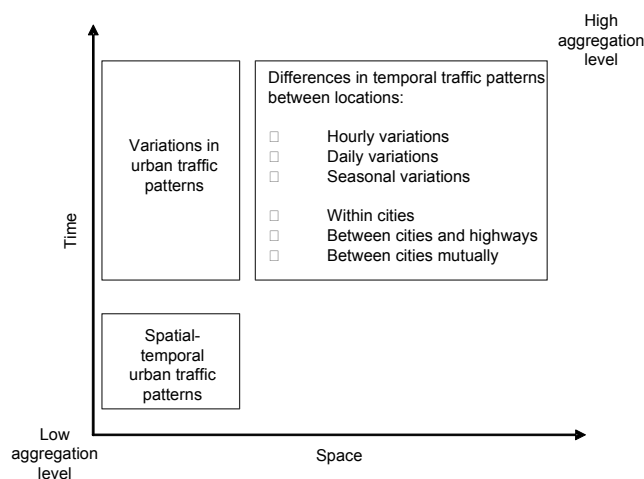 High
aggregation
level
Differences in temporal traffic patterns
between locations:
□ Hourly variations
□ Daily variations
□ Seasonal variations
□ Within cities
□ Between cities and highways
□ Between cities mutually
Variations in
urban traffic
patterns
Time
Spatial-
temporal
urban traffic
patterns
Low
aggregation
level
Space